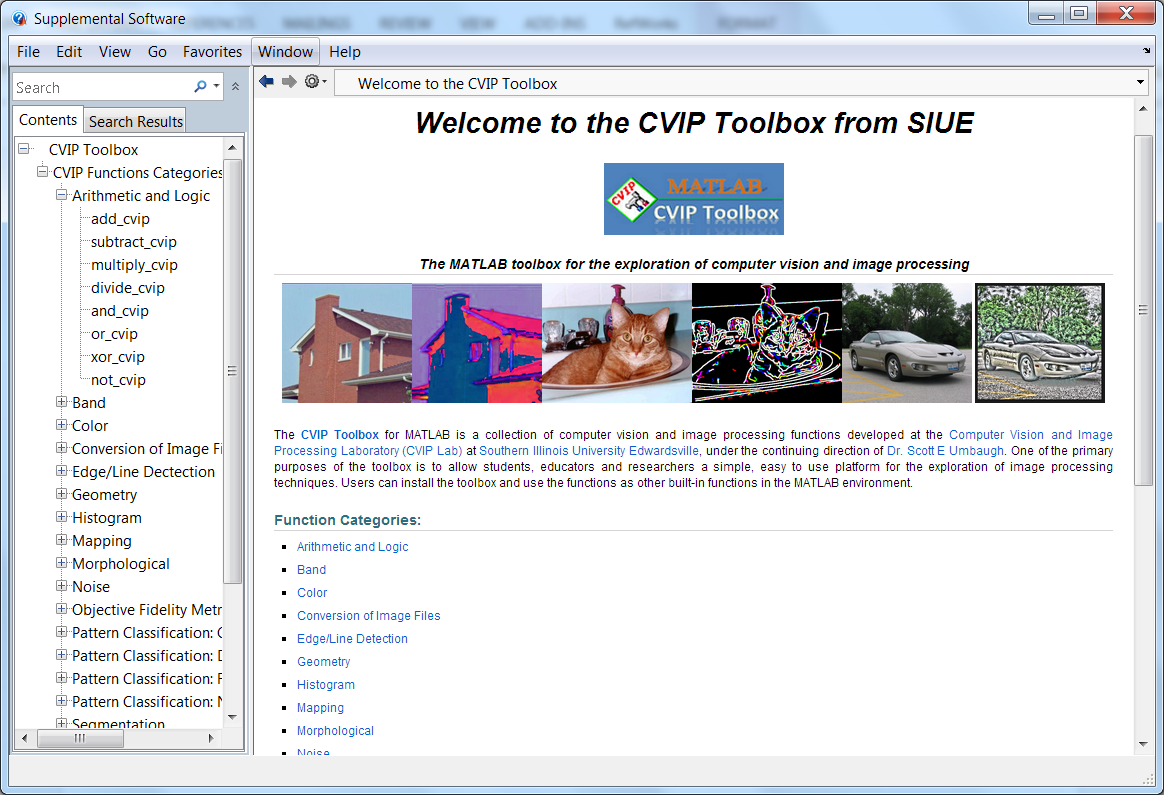 Supplemental Software
MAILINGS REVIEW VIEW ADD-INS RefWorks FORMAT
File Edit View Go Favorites Window Help
Search
Welcome to the CVIP Toolbox
Contents Search Results
CVIP Toolbox
CVIP Functions Categories
Arithmetic and Logic
add_cvip
subtract_cvip
multiply_cvip
divide_cvip
and_cvip
or_cvip
xor_cvip
not_cvip
Band
Color
Conversion of Image Fi
Edge/Line Dectection
Geometry
Histogram
Mapping
Morphological
Noise
Objective Fidelity Metr
Pattern Classification:
Pattern Classification:
Pattern Classification:
Pattern Classification:
Segmentation
Welcome to the CVIP Toolbox from SIUE
CVIP
MATLAB
CVIP Toolbox
The MATLAB toolbox for the exploration of computer vision and image processing
The CVIP Toolbox for MATLAB is a collection of computer vision and image processing functions developed at the Computer Vision and Image
Processing Laboratory (CVIP Lab) at Southern Illinois University Edwardsville, under the continuing direction of Dr. Scott E Umbaugh. One of the primary
purposes of the toolbox is to allow students, educators and researchers a simple, easy to use platform for the exploration of image processing
techniques. Users can install the toolbox and use the functions as other built-in functions in the MATLAB environment.
Function Categories:
Arithmetic and Logic
Band
Color
Conversion of Image Files
Edge/Line Detection
Geometry
Histogram
Mapping
Morphological
Noise